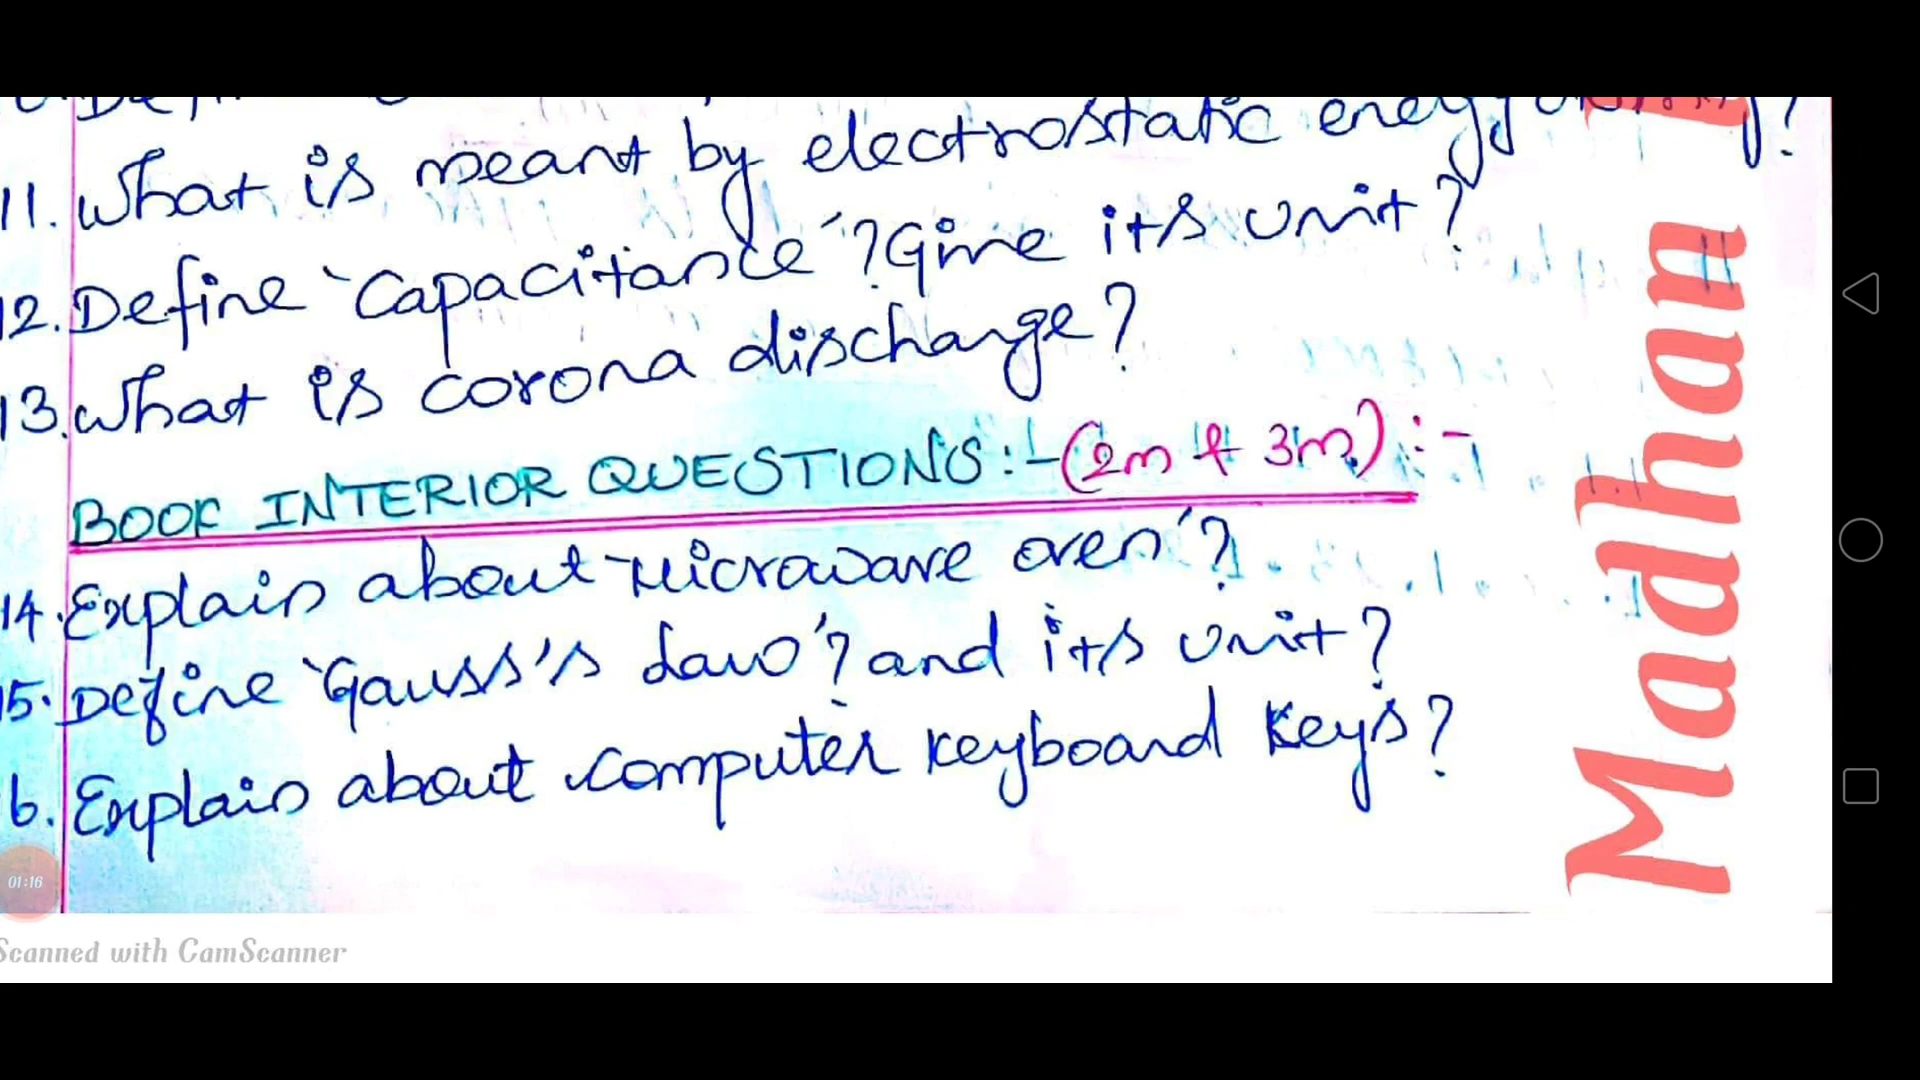 11. What is meant by electrostatic energy
12. Define `Capacitance'? Give its unit?
13. What is corona discharge?
BOOK INTERIOR QUESTIONS:-(2m & 3m):-
14. Explain about `Microwave oven'?
15. Define `Gauss's Law'? and its unit?
6. Explain about computer keyboard keys?
01:16
Scanned with CamScanner
Madhan